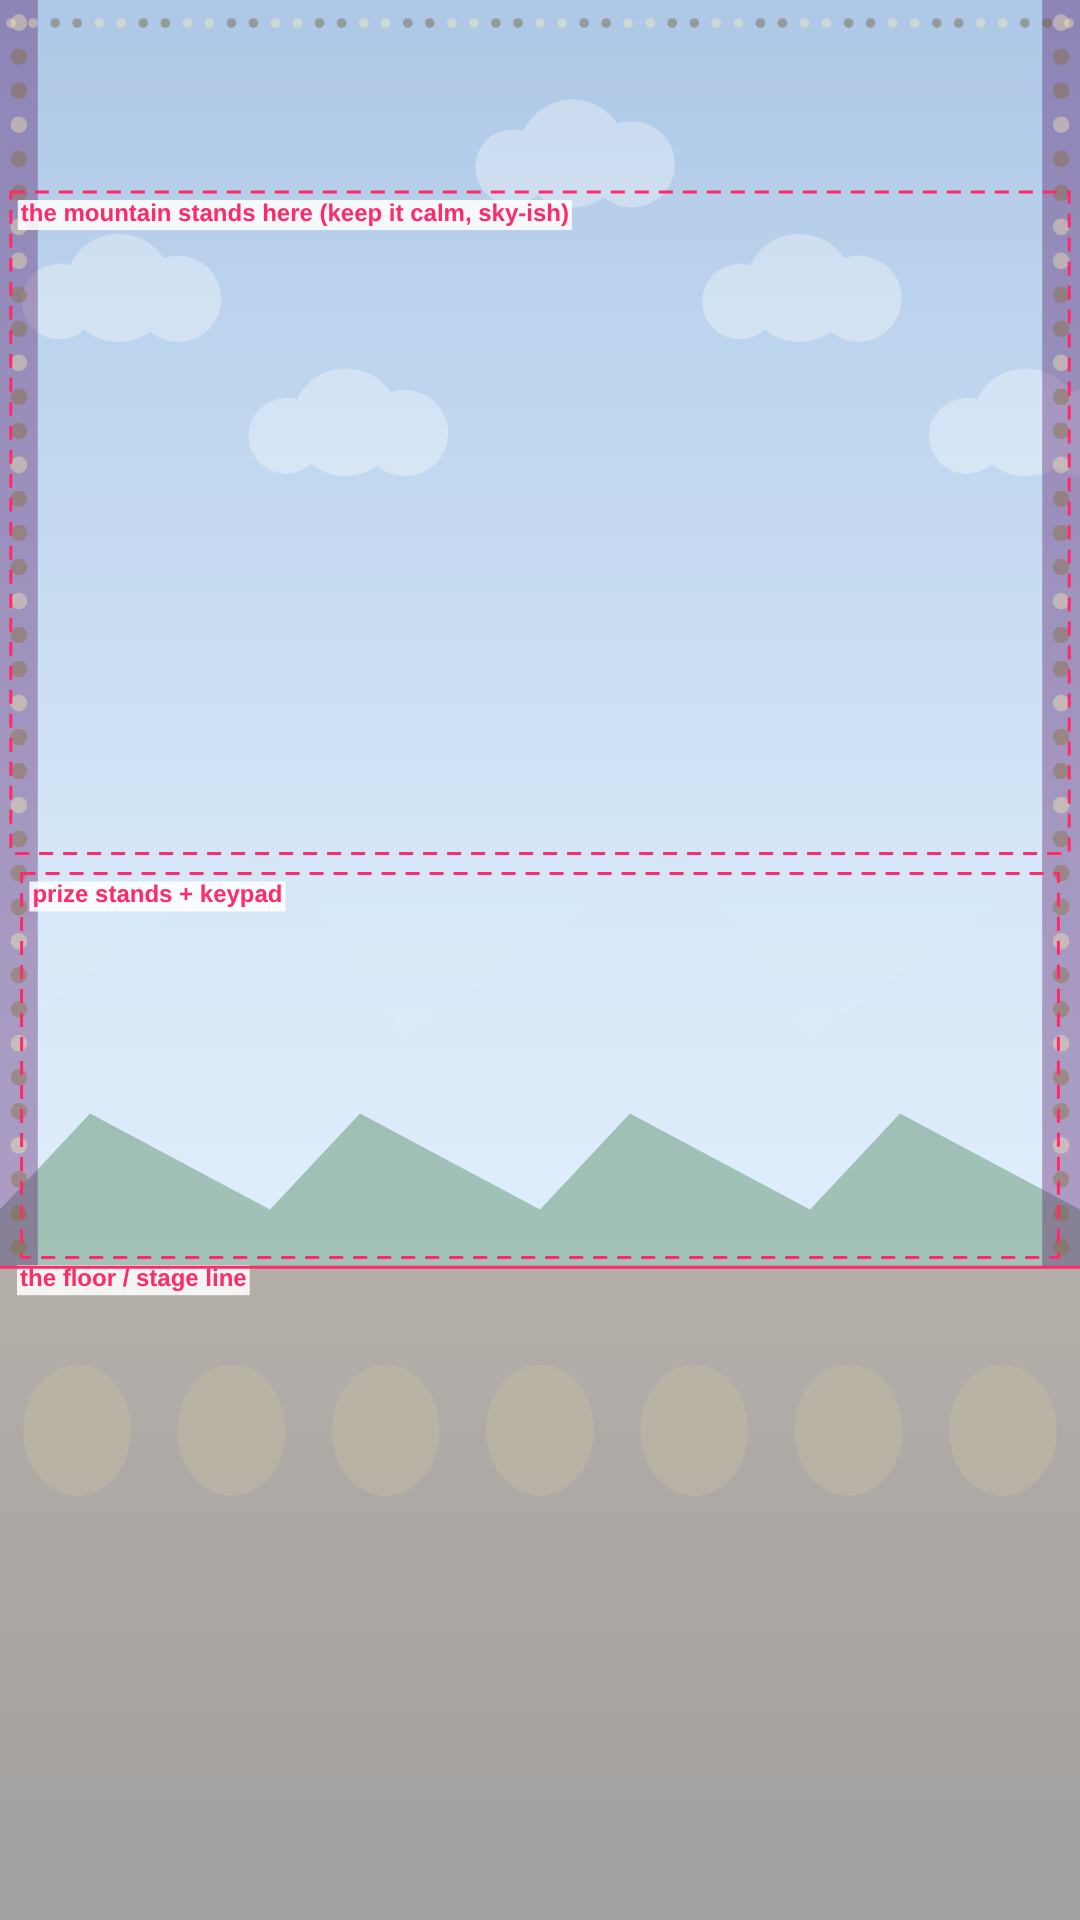 the mountain stands here (keep it calm, sky-ish)
prize stands + keypad
the floor / stage line